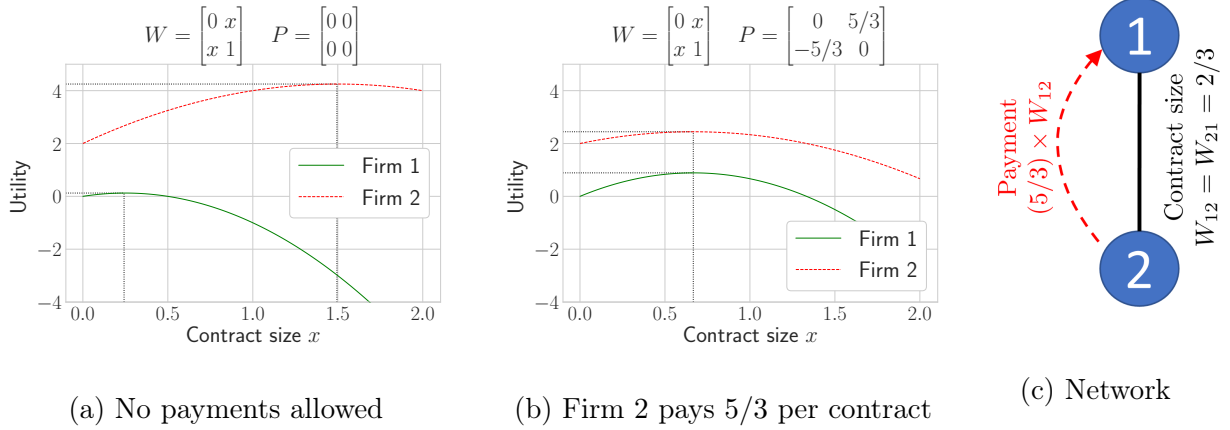 W = [0 x; x 1] P = [0 0; 0 0]
4
2
0
−2
−4
Utility
Firm 1
Firm 2
0.0 0.5 1.0 1.5 2.0
Contract size x
(a) No payments allowed
W = [0 x; x 1] P = [0 5/3; −5/3 0]
4
2
0
−2
−4
Utility
Firm 1
Firm 2
0.0 0.5 1.0 1.5 2.0
Contract size x
(b) Firm 2 pays 5/3 per contract
1
Payment
(5/3) × W₁₂
Contract size
W₁₂ = W₂₁ = 2/3
2
(c) Network